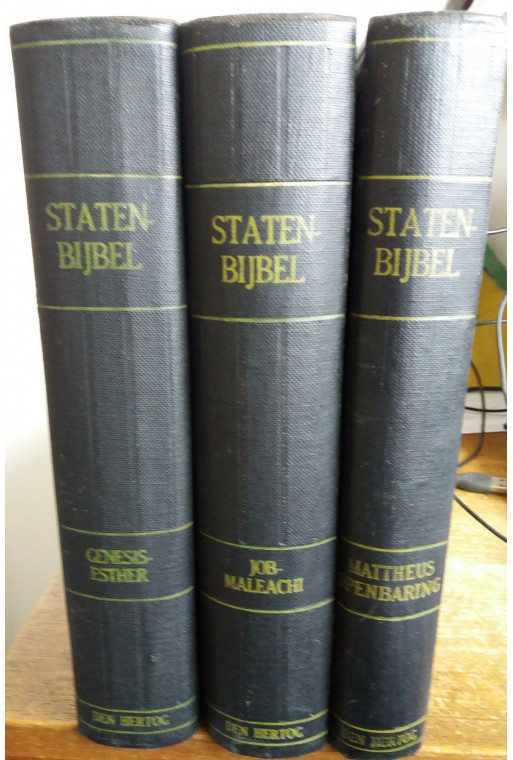 STATEN-
BIJBEL
GENESIS-
ESTHER
DEN HERTOG
STATEN-
BIJBEL
JOB-
MALEACHI
DEN HERTOG
STATEN-
BIJBEL
MATTHEUS
OPENBARING
DEN HERTOG